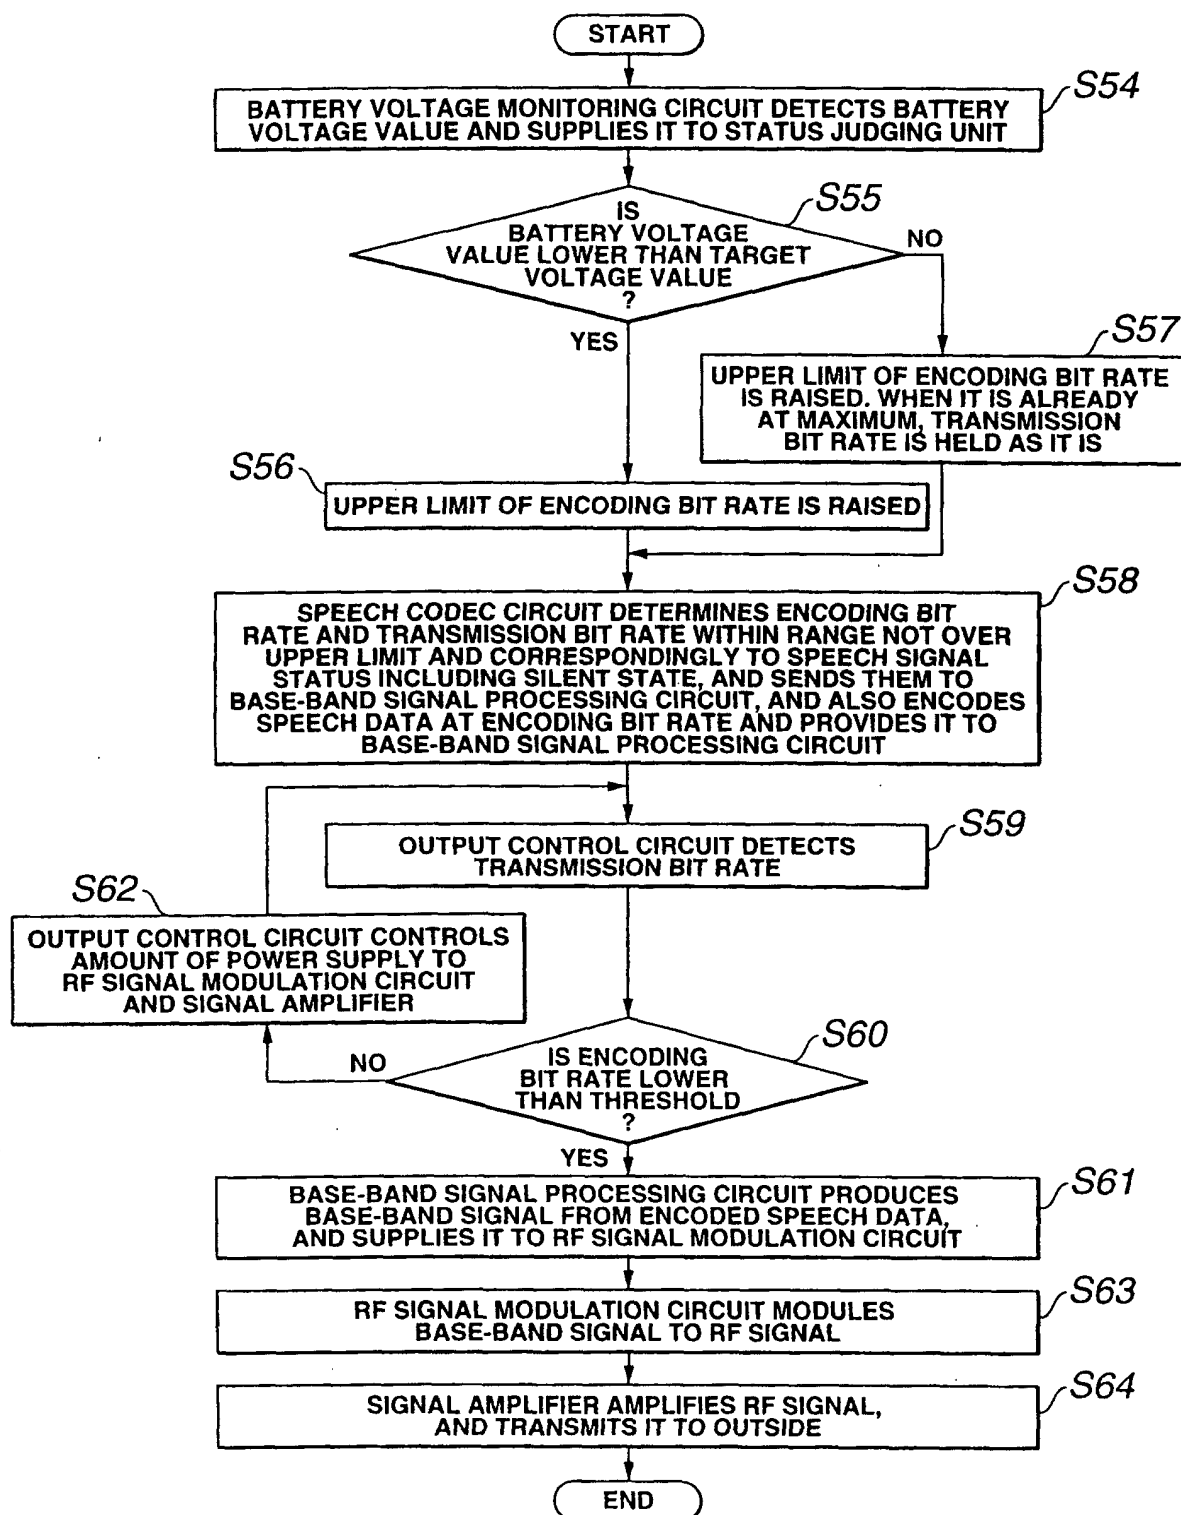 START
S54
BATTERY VOLTAGE MONITORING CIRCUIT DETECTS BATTERY
VOLTAGE VALUE AND SUPPLIES IT TO STATUS JUDGING UNIT
S55
IS
BATTERY VOLTAGE
VALUE LOWER THAN TARGET
VOLTAGE VALUE
?
NO
YES
S57
UPPER LIMIT OF ENCODING BIT RATE
IS RAISED. WHEN IT IS ALREADY
AT MAXIMUM, TRANSMISSION
BIT RATE IS HELD AS IT IS
S56
UPPER LIMIT OF ENCODING BIT RATE IS RAISED
S58
SPEECH CODEC CIRCUIT DETERMINES ENCODING BIT
RATE AND TRANSMISSION BIT RATE WITHIN RANGE NOT OVER
UPPER LIMIT AND CORRESPONDINGLY TO SPEECH SIGNAL
STATUS INCLUDING SILENT STATE, AND SENDS THEM TO
BASE-BAND SIGNAL PROCESSING CIRCUIT, AND ALSO ENCODES
SPEECH DATA AT ENCODING BIT RATE AND PROVIDES IT TO
BASE-BAND SIGNAL PROCESSING CIRCUIT
S59
OUTPUT CONTROL CIRCUIT DETECTS
TRANSMISSION BIT RATE
S62
OUTPUT CONTROL CIRCUIT CONTROLS
AMOUNT OF POWER SUPPLY TO
RF SIGNAL MODULATION CIRCUIT
AND SIGNAL AMPLIFIER
S60
IS ENCODING
BIT RATE LOWER
THAN THRESHOLD
?
NO
YES
S61
BASE-BAND SIGNAL PROCESSING CIRCUIT PRODUCES
BASE-BAND SIGNAL FROM ENCODED SPEECH DATA,
AND SUPPLIES IT TO RF SIGNAL MODULATION CIRCUIT
S63
RF SIGNAL MODULATION CIRCUIT MODULES
BASE-BAND SIGNAL TO RF SIGNAL
S64
SIGNAL AMPLIFIER AMPLIFIES RF SIGNAL,
AND TRANSMITS IT TO OUTSIDE
END